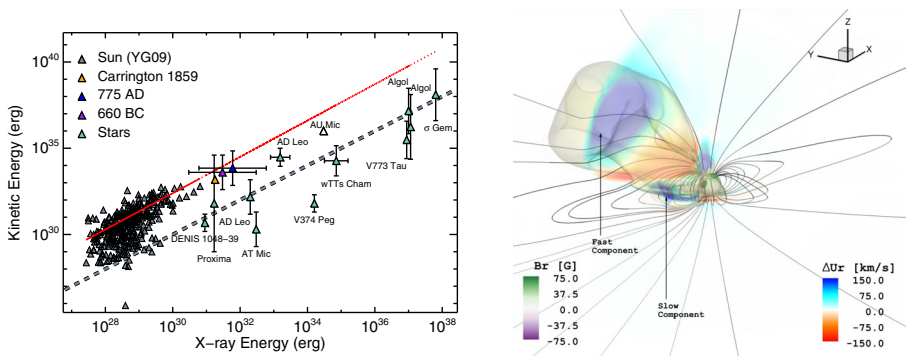 Sun (YG09)
Carrington 1859
775 AD
660 BC
Stars
Algol
Algol
AU Mic
σ Gem
AD Leo
V773 Tau
wTTs Cham
AD Leo
V374 Peg
DENIS 1048-39
AT Mic
Proxima
Kinetic Energy (erg)
10^40
10^35
10^30
10^28
10^30
10^32
10^34
10^36
10^38
X-ray Energy (erg)
Z
Y
X
Fast
Component
Slow
Component
Br [G]
75.0
37.5
0.0
-37.5
-75.0
ΔUr [km/s]
150.0
75.0
0.0
-75.0
-150.0